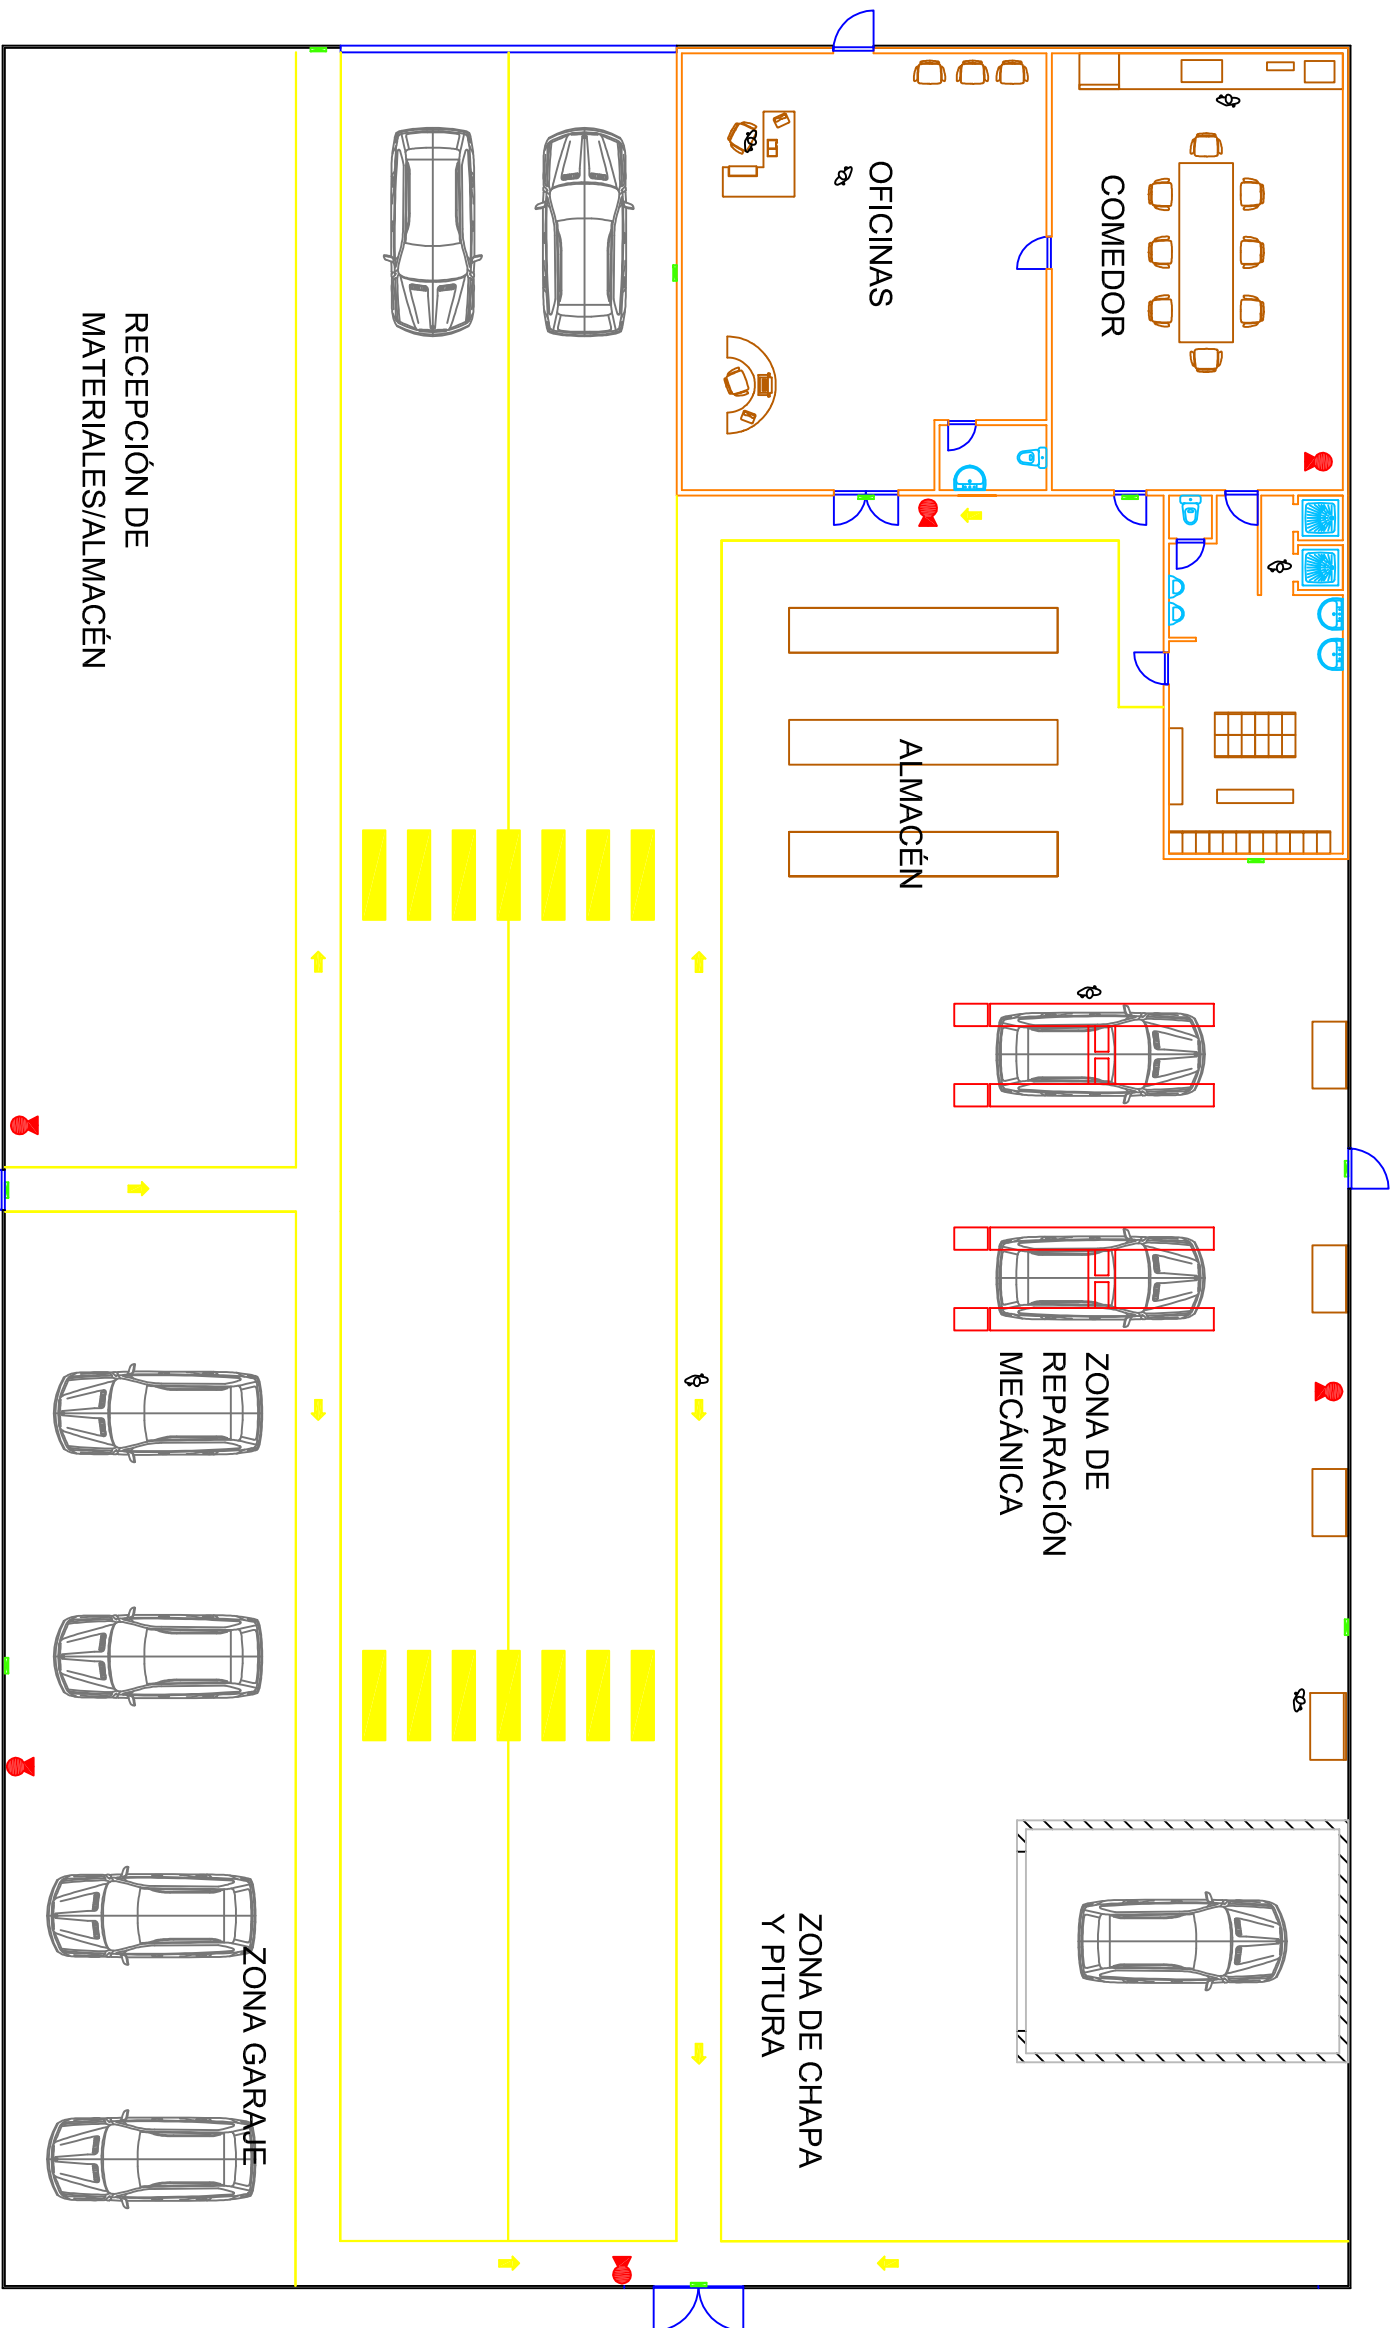 COMEDOR
OFICINAS
RECEPCIÓN DE
MATERIALES/ALMACÉN
ALMACÉN
ZONA DE
REPARACIÓN
MECÁNICA
ZONA DE CHAPA
Y PITURA
ZONA GARAJE